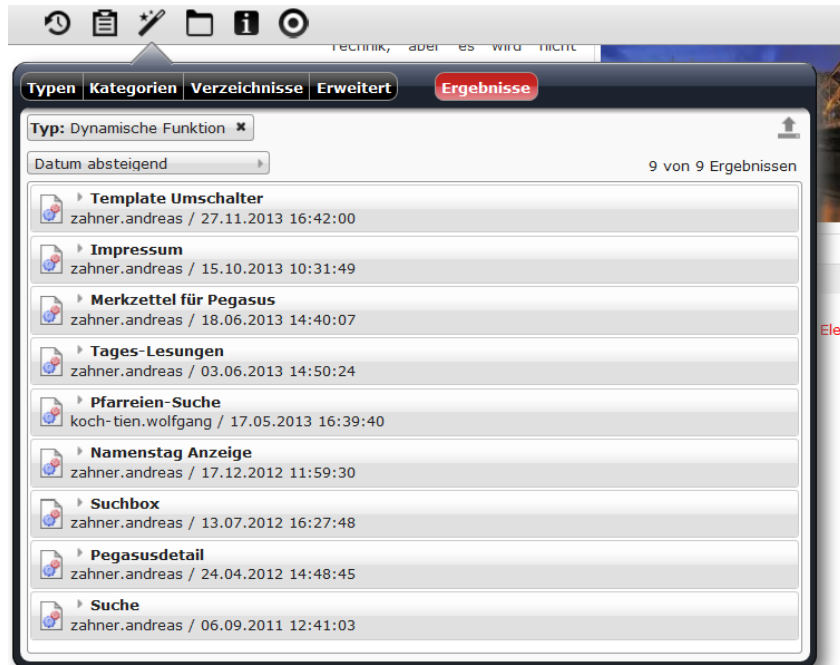 Technik, aber es wird nicht
Typen Kategorien Verzeichnisse Erweitert Ergebnisse
Typ: Dynamische Funktion ✖
Datum absteigend
9 von 9 Ergebnissen
Template Umschalter
zahner.andreas / 27.11.2013 16:42:00
Impressum
zahner.andreas / 15.10.2013 10:31:49
Merkzettel für Pegasus
zahner.andreas / 18.06.2013 14:40:07
Ele
Tages-Lesungen
zahner.andreas / 03.06.2013 14:50:24
Pfarreien-Suche
koch-tien.wolfgang / 17.05.2013 16:39:40
Namenstag Anzeige
zahner.andreas / 17.12.2012 11:59:30
Suchbox
zahner.andreas / 13.07.2012 16:27:48
Pegasusdetail
zahner.andreas / 24.04.2012 14:48:45
Suche
zahner.andreas / 06.09.2011 12:41:03